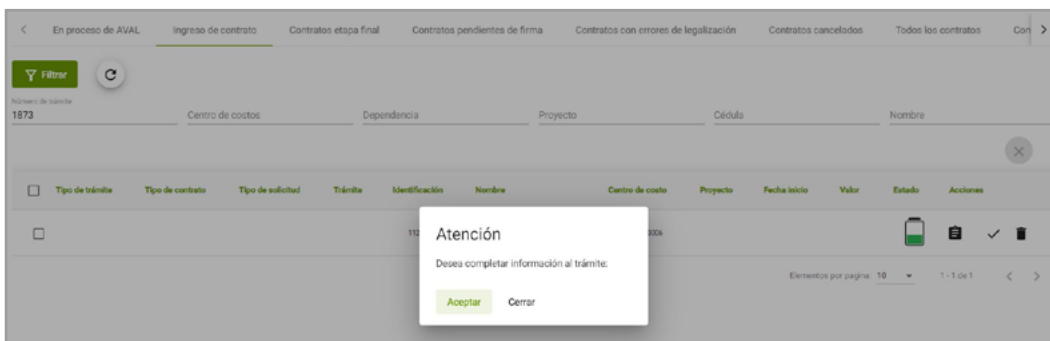 En proceso de AVAL Ingreso de contrato Contratos etapa final Contratos pendientes de firma Contratos con errores de legalización Contratos cancelados Todos los contratos Con
Filtrar
Número de trámite
1873 Centro de costos Dependencia Proyecto Cédula Nombre
Tipo de trámite Tipo de contrato Tipo de solicitud Trámite Identificación Nombre Centro de costo Proyecto Fecha inicio Valor Estado Acciones
112 0006
Atención
Desea completar información al trámite:
Aceptar Cerrar
Elementos por pagina 10 1 - 1 de 1